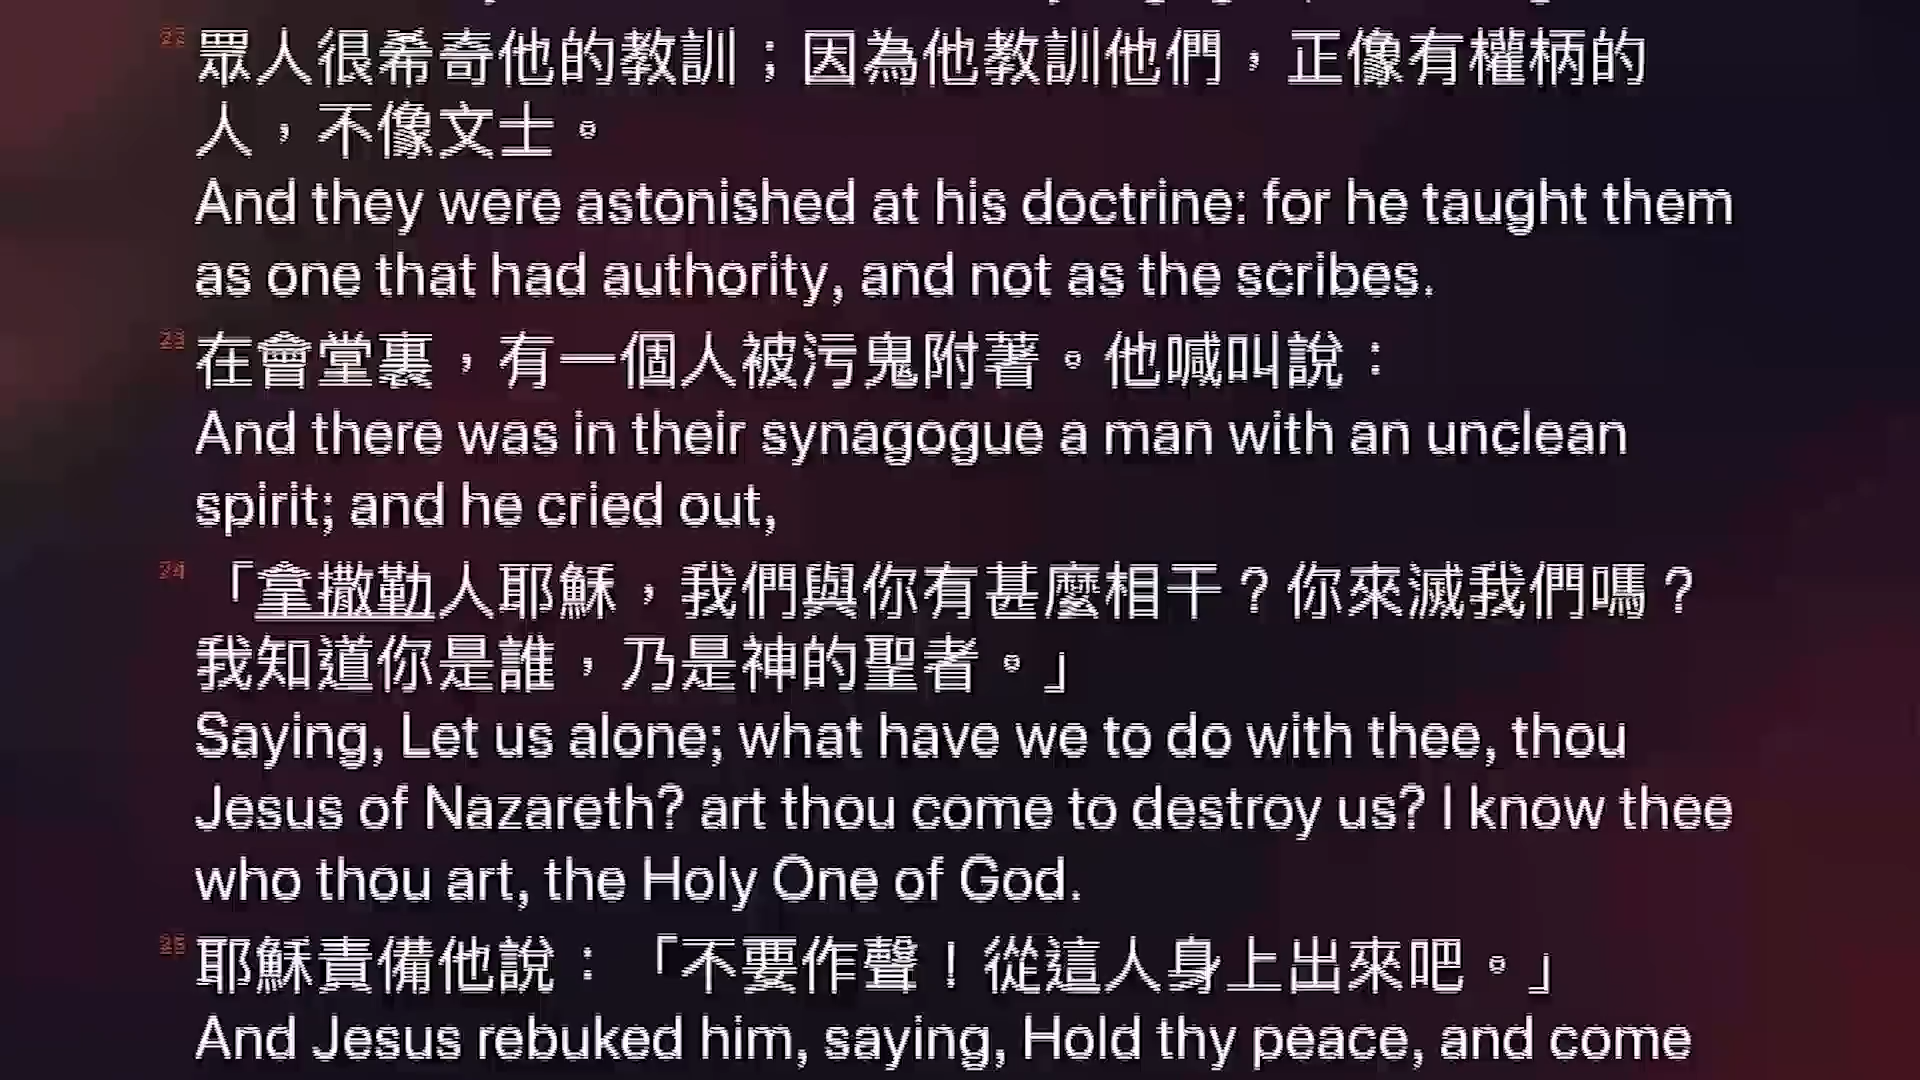 22 眾人很希奇他的教訓；因為他教訓他們，正像有權柄的
人，不像文士。
And they were astonished at his doctrine: for he taught them
as one that had authority, and not as the scribes.
23 在會堂裏，有一個人被污鬼附著。他喊叫說：
And there was in their synagogue a man with an unclean
spirit; and he cried out,
24 「拿撒勒人耶穌，我們與你有甚麼相干？你來滅我們嗎？
我知道你是誰，乃是神的聖者。」
Saying, Let us alone; what have we to do with thee, thou
Jesus of Nazareth? art thou come to destroy us? I know thee
who thou art, the Holy One of God.
25 耶穌責備他說：「不要作聲！從這人身上出來吧。」
And Jesus rebuked him, saying, Hold thy peace, and come